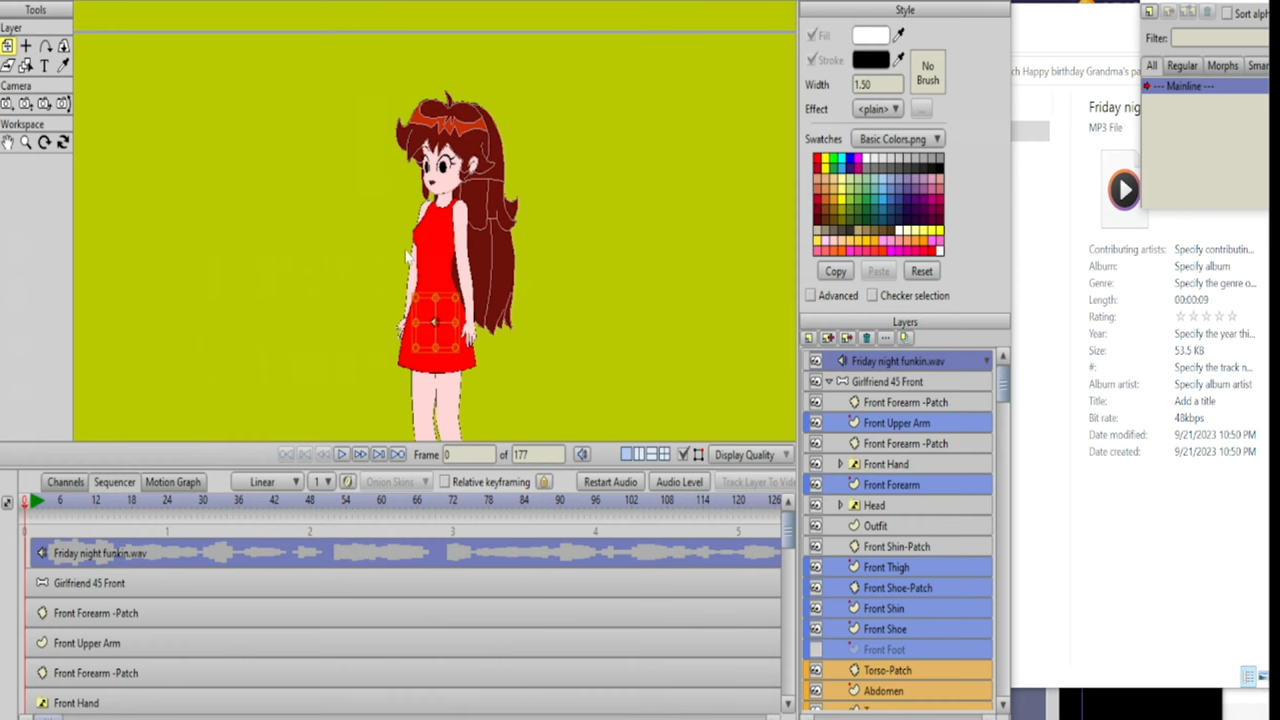 Tools
Layer
T
Camera
Workspace
Style
Fill
Stroke
No Brush
Width 1.50
Effect <plain>
Swatches Basic Colors.png
Copy Paste Reset
Advanced Checker selection
Layers
Friday night funkin.wav
Girlfriend 45 Front
Front Forearm -Patch
Front Upper Arm
Front Forearm -Patch
Front Hand
Front Forearm
Head
Outfit
Front Shin-Patch
Front Thigh
Front Shoe-Patch
Front Shin
Front Shoe
Front Foot
Torso-Patch
Abdomen
Frame 0 of 177 Display Quality
Channels Sequencer Motion Graph Linear 1 Onion Skins Relative keyframing Restart Audio Audio Level Track Layer To Vide
0 6 12 18 24 30 36 42 48 54 60 66 72 78 84 90 96 102 108 114 120 126
0 1 2 3 4 5
Friday night funkin.wav
Girlfriend 45 Front
Front Forearm -Patch
Front Upper Arm
Front Forearm -Patch
Front Hand
Sort alph
Filter:
All Regular Morphs Smar
--- Mainline ---
ch Happy birthday Grandma's pa
Friday nig
MP3 File
Contributing artists: Specify contributin...
Album: Specify album
Genre: Specify the genre o...
Length: 00:00:09
Rating:
Year: Specify the year thi...
Size: 53.5 KB
#: Specify the track n...
Album artist: Specify album artist
Title: Add a title
Bit rate: 48kbps
Date modified: 9/21/2023 10:50 PM
Date created: 9/21/2023 10:50 PM